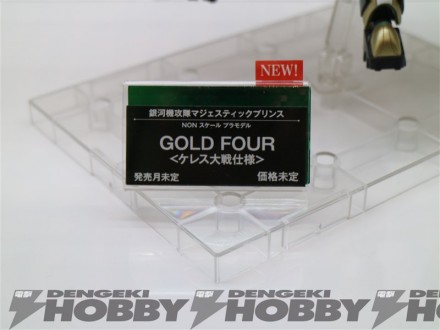 NEW!
銀河機攻隊マジェスティックプリンス
NON スケール プラモデル
GOLD FOUR
<ケレス大戦仕様>
発売月未定 価格未定
DENGEKI HOBBY DENGEKI HOBBY DENGEKI HOBBY